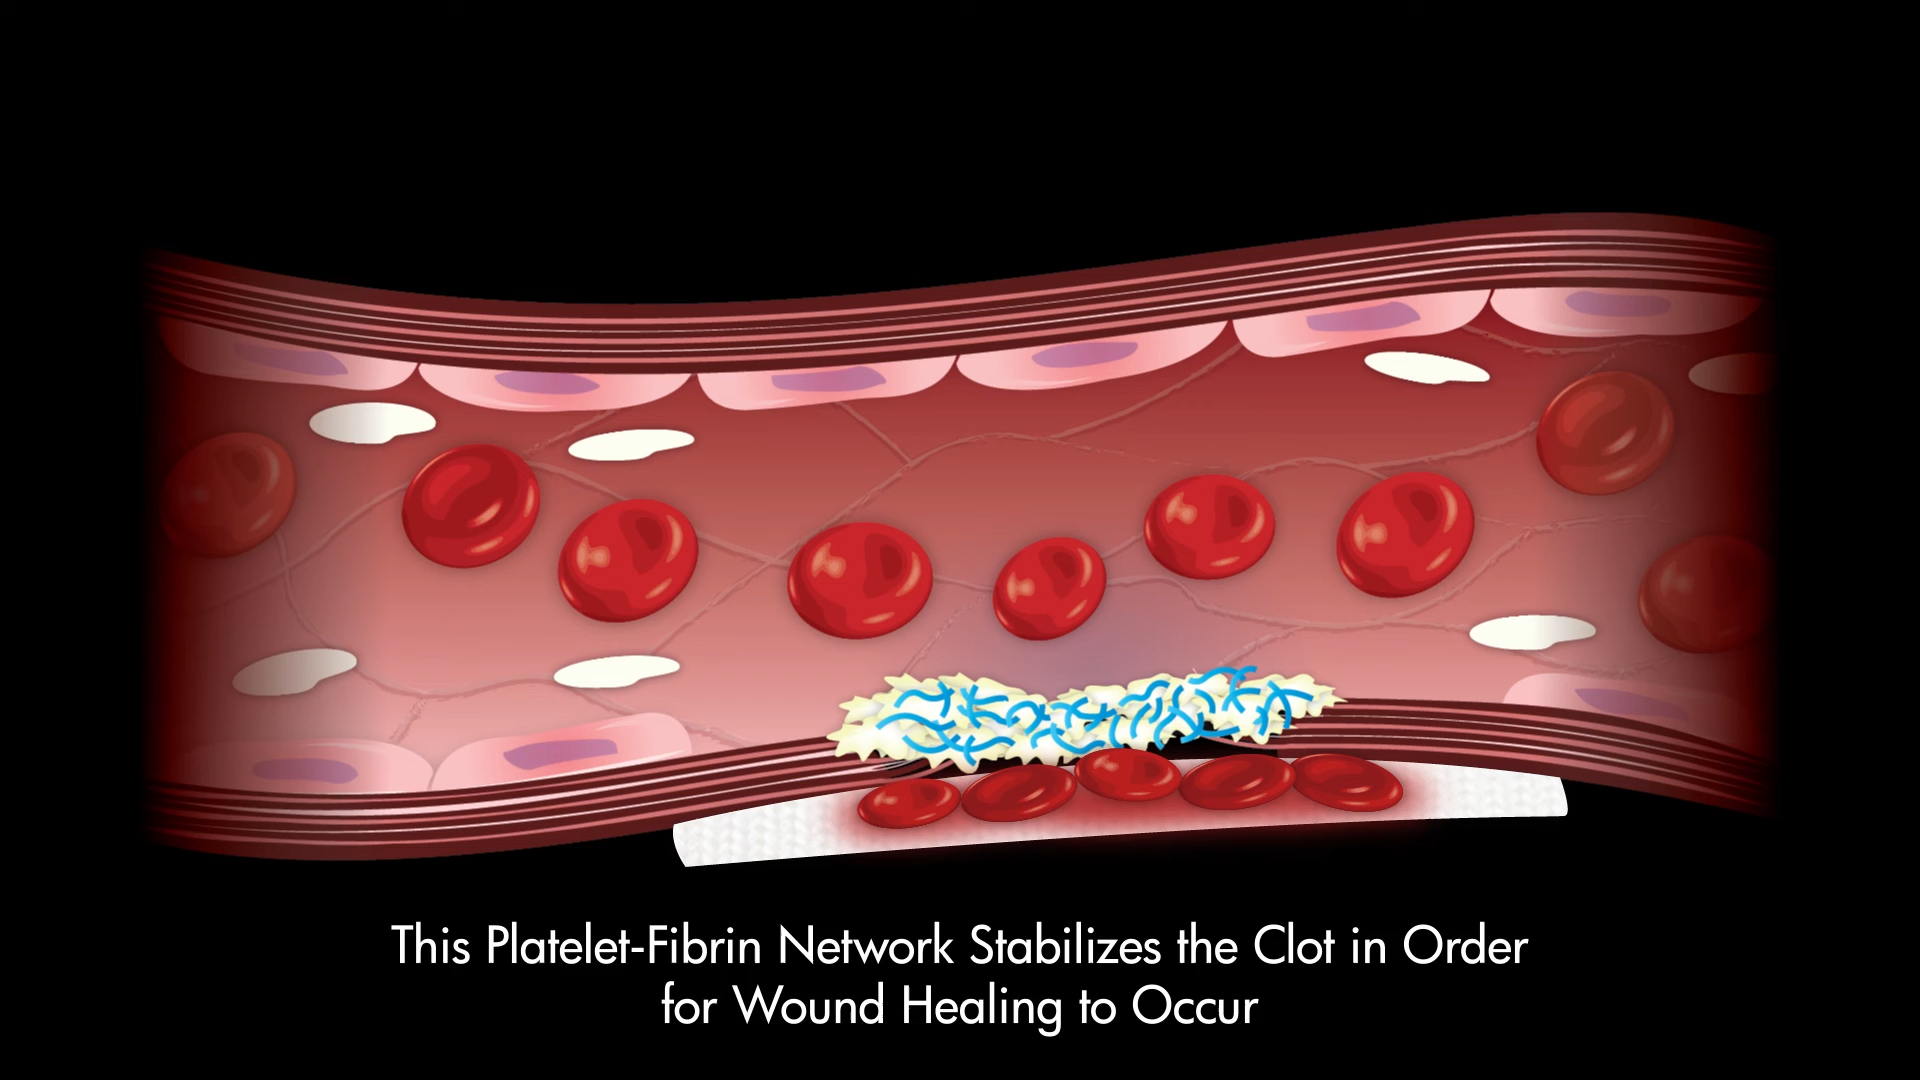 This Platelet-Fibrin Network Stabilizes the Clot in Order
for Wound Healing to Occur